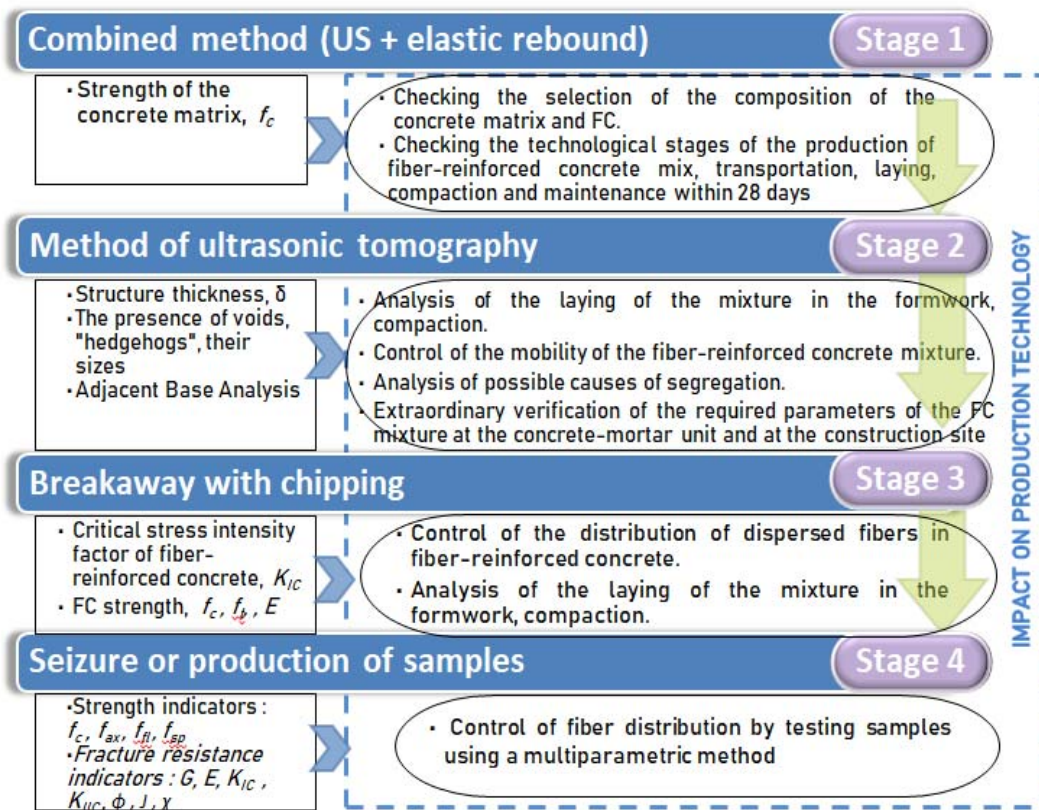 Combined method (US + elastic rebound)
Stage 1
· Strength of the
concrete matrix, fc
· Checking the selection of the composition of the
concrete matrix and FC.
· Checking the technological stages of the production of
fiber-reinforced concrete mix, transportation, laying,
compaction and maintenance within 28 days
Method of ultrasonic tomography
Stage 2
·Structure thickness, δ
·The presence of voids,
"hedgehogs", their
sizes
·Adjacent Base Analysis
· Analysis of the laying of the mixture in the formwork,
compaction.
· Control of the mobility of the fiber-reinforced concrete mixture.
· Analysis of possible causes of segregation.
· Extraordinary verification of the required parameters of the FC
mixture at the concrete-mortar unit and at the construction site
Breakaway with chipping
Stage 3
· Critical stress intensity
factor of fiber-
reinforced concrete, KIC
· FC strength, fc, fb, E
· Control of the distribution of dispersed fibers in
fiber-reinforced concrete.
· Analysis of the laying of the mixture in the
formwork, compaction.
Seizure or production of samples
Stage 4
·Strength indicators :
fc, fax, ffl, fsp
·Fracture resistance
indicators : G, E, KIC ,
KIIC, ϕ, J, χ
· Control of fiber distribution by testing samples
using a multiparametric method
IMPACT ON PRODUCTION TECHNOLOGY